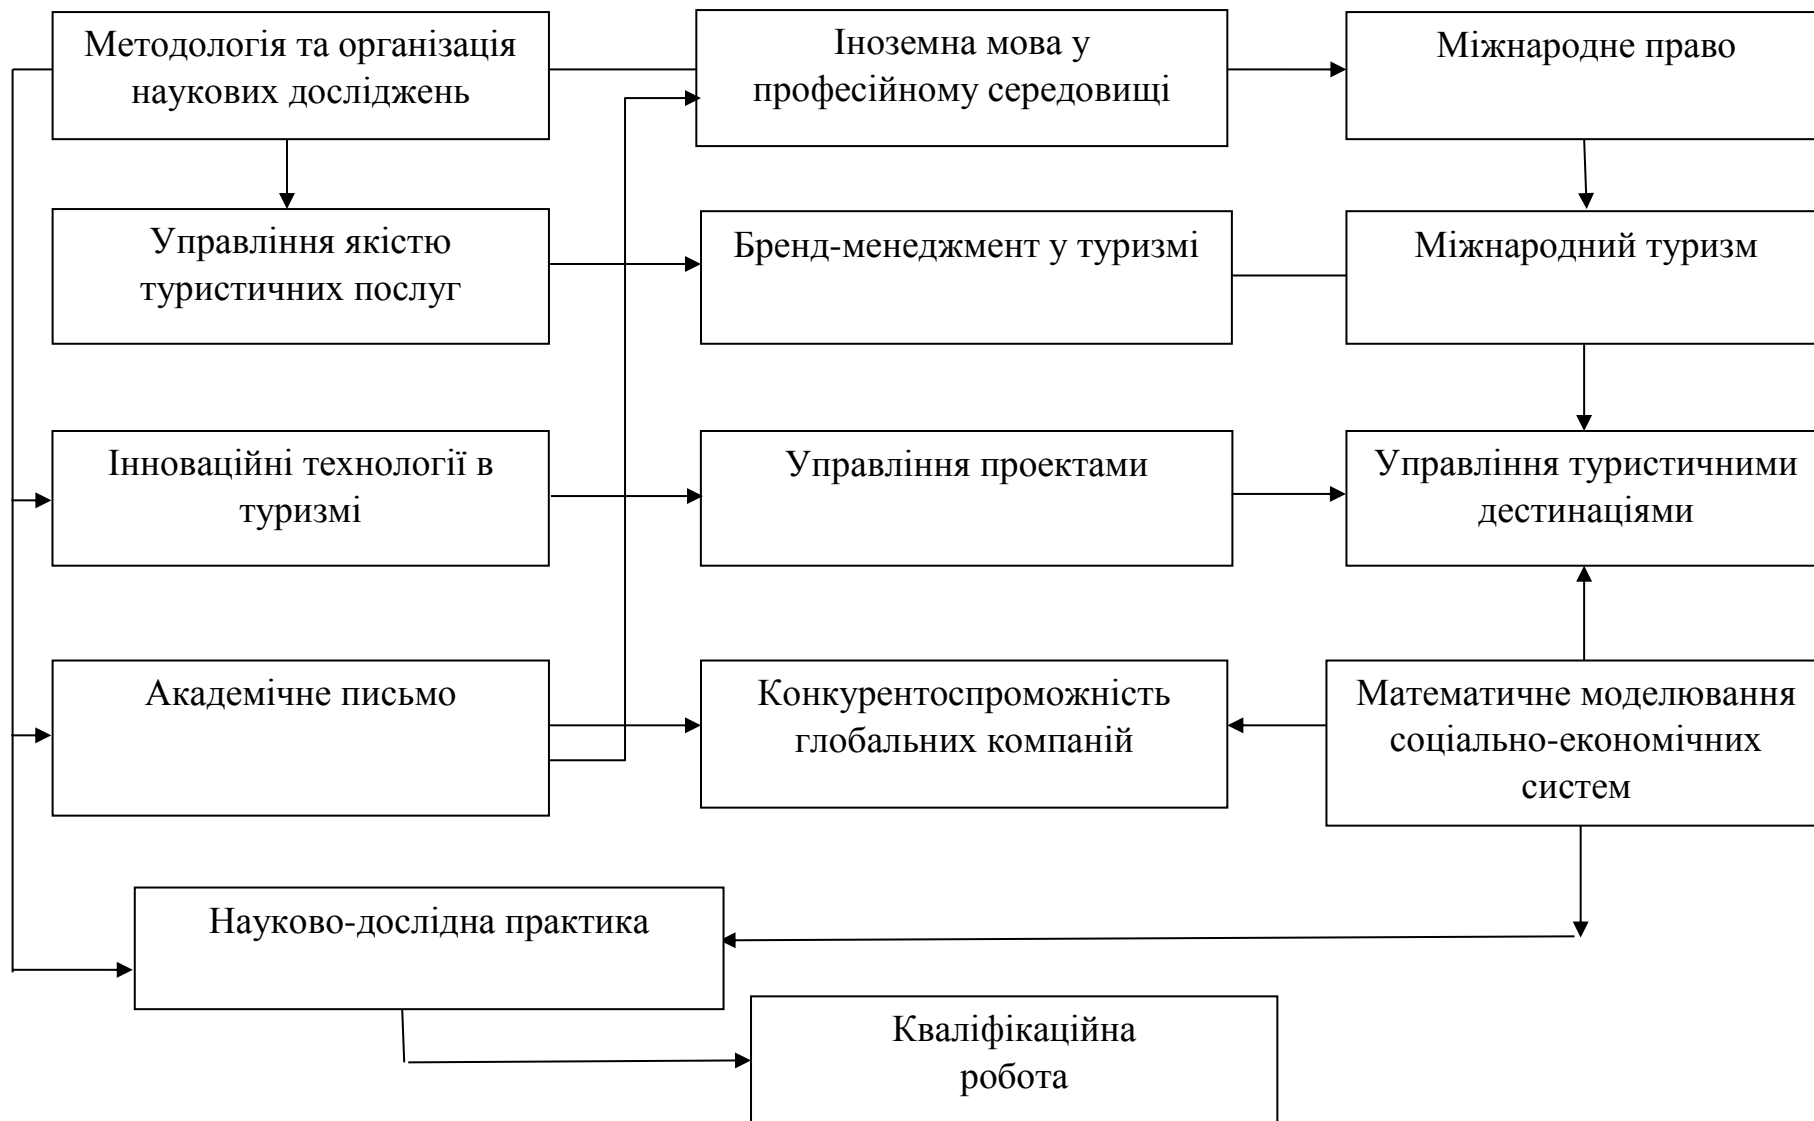 Методологія та організація
наукових досліджень
Іноземна мова у
професійному середовищі
Міжнародне право
Управління якістю
туристичних послуг
Бренд-менеджмент у туризмі
Міжнародний туризм
Інноваційні технології в
туризмі
Управління проектами
Управління туристичними
дестинаціями
Академічне письмо
Конкурентоспроможність
глобальних компаній
Математичне моделювання
соціально-економічних
систем
Науково-дослідна практика
Кваліфікаційна
робота